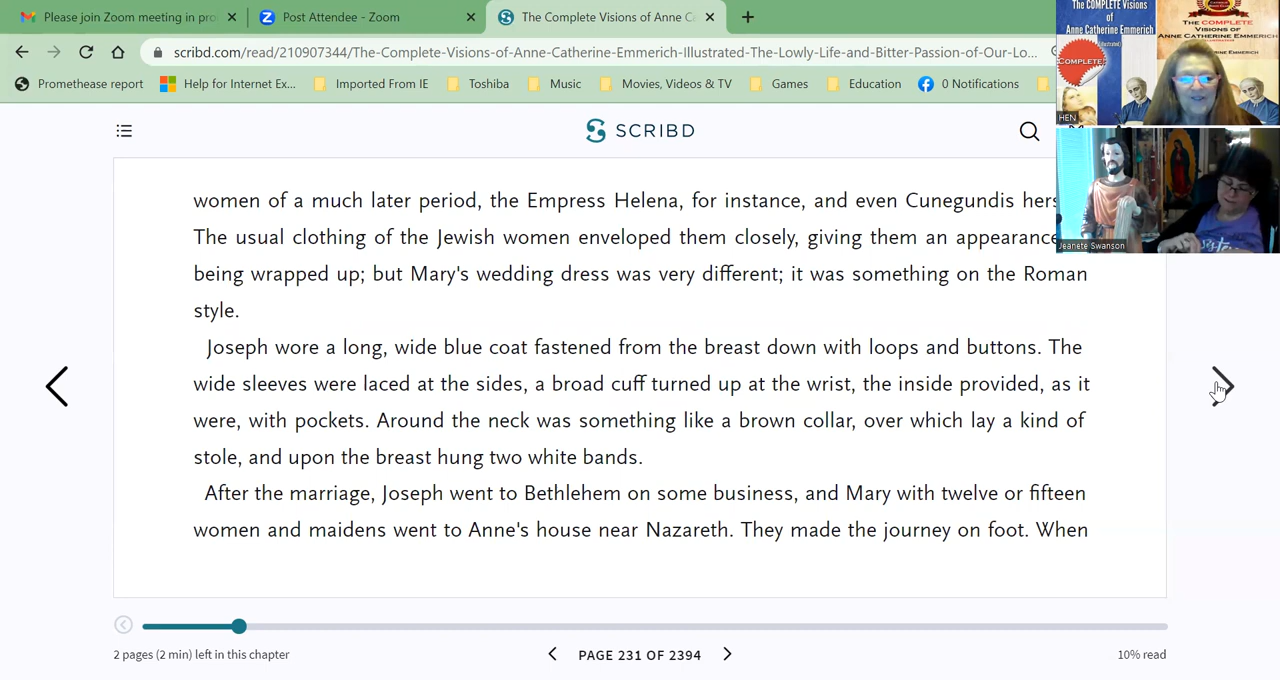 Please join Zoom meeting in pro
Post Attendee - Zoom
The Complete Visions of Anne Ca
scribd.com/read/210907344/The-Complete-Visions-of-Anne-Catherine-Emmerich-Illustrated-The-Lowly-Life-and-Bitter-Passion-of-Our-Lo...
Promethease report
Help for Internet Ex...
Imported From IE
Toshiba
Music
Movies, Videos & TV
Games
Education
0 Notifications
The COMPLETE Visions
of
Anne Catherine Emmerich
COMPLETE!
The COMPLETE
VISIONS OF
ANNE CATHERINE EMMERICH
HEN
Jeanete Swanson
SCRIBD
women of a much later period, the Empress Helena, for instance, and even Cunegundis hers
The usual clothing of the Jewish women enveloped them closely, giving them an appearance
being wrapped up; but Mary's wedding dress was very different; it was something on the Roman
style.
Joseph wore a long, wide blue coat fastened from the breast down with loops and buttons. The
wide sleeves were laced at the sides, a broad cuff turned up at the wrist, the inside provided, as it
were, with pockets. Around the neck was something like a brown collar, over which lay a kind of
stole, and upon the breast hung two white bands.
After the marriage, Joseph went to Bethlehem on some business, and Mary with twelve or fifteen
women and maidens went to Anne's house near Nazareth. They made the journey on foot. When
2 pages (2 min) left in this chapter
PAGE 231 OF 2394
10% read